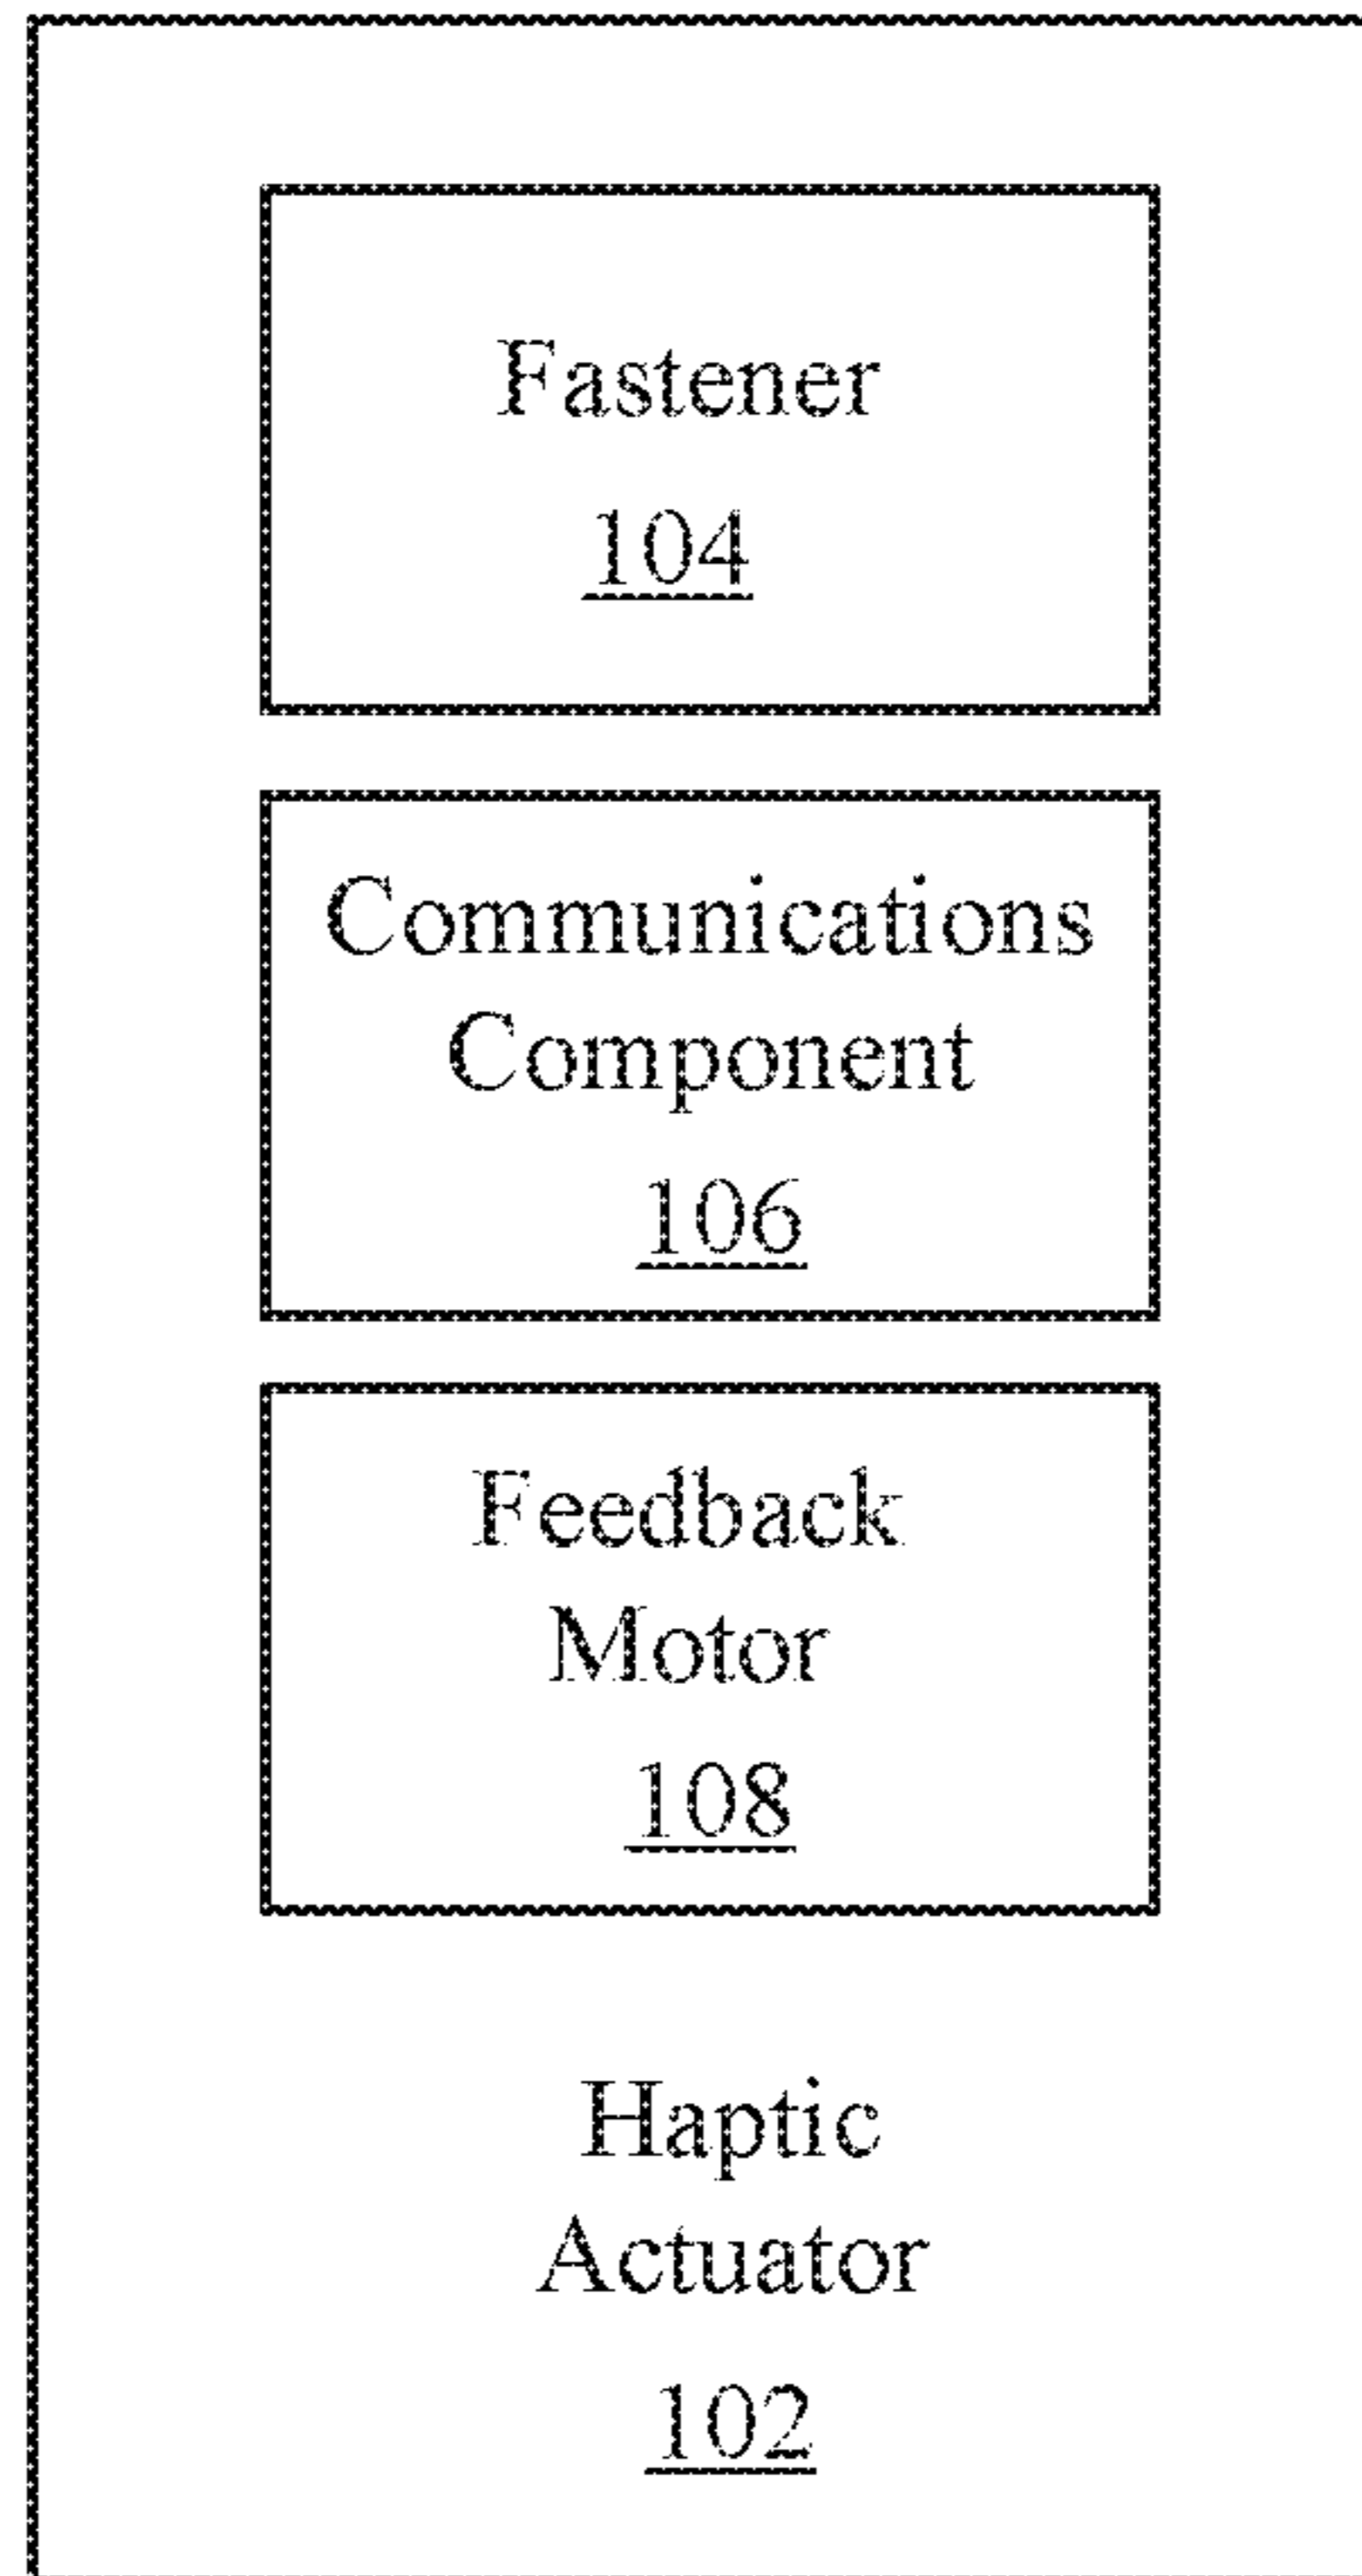 Fastener
104
Communications
Component
106
Feedback
Motor
108
Haptic
Actuator
102